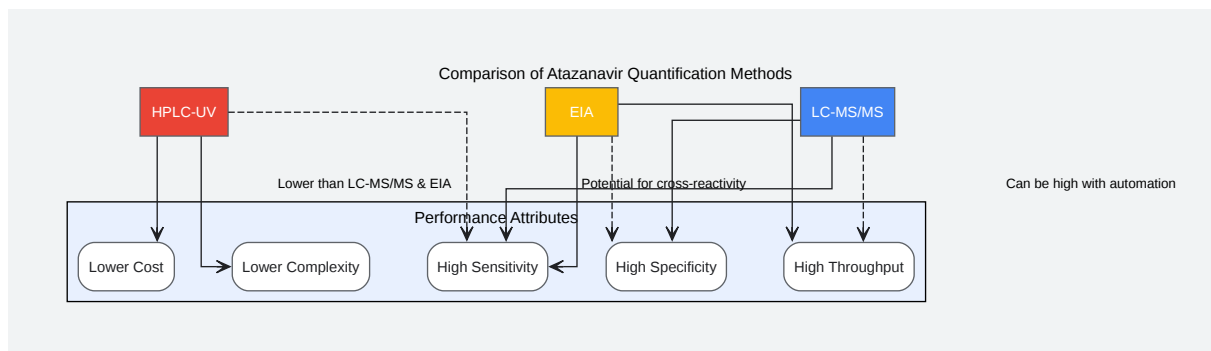 Comparison of Atazanavir Quantification Methods
HPLC-UV
EIA
LC-MS/MS
Lower than LC-MS/MS & EIA
Potential for cross-reactivity
Can be high with automation
Performance Attributes
Lower Cost
Lower Complexity
High Sensitivity
High Specificity
High Throughput